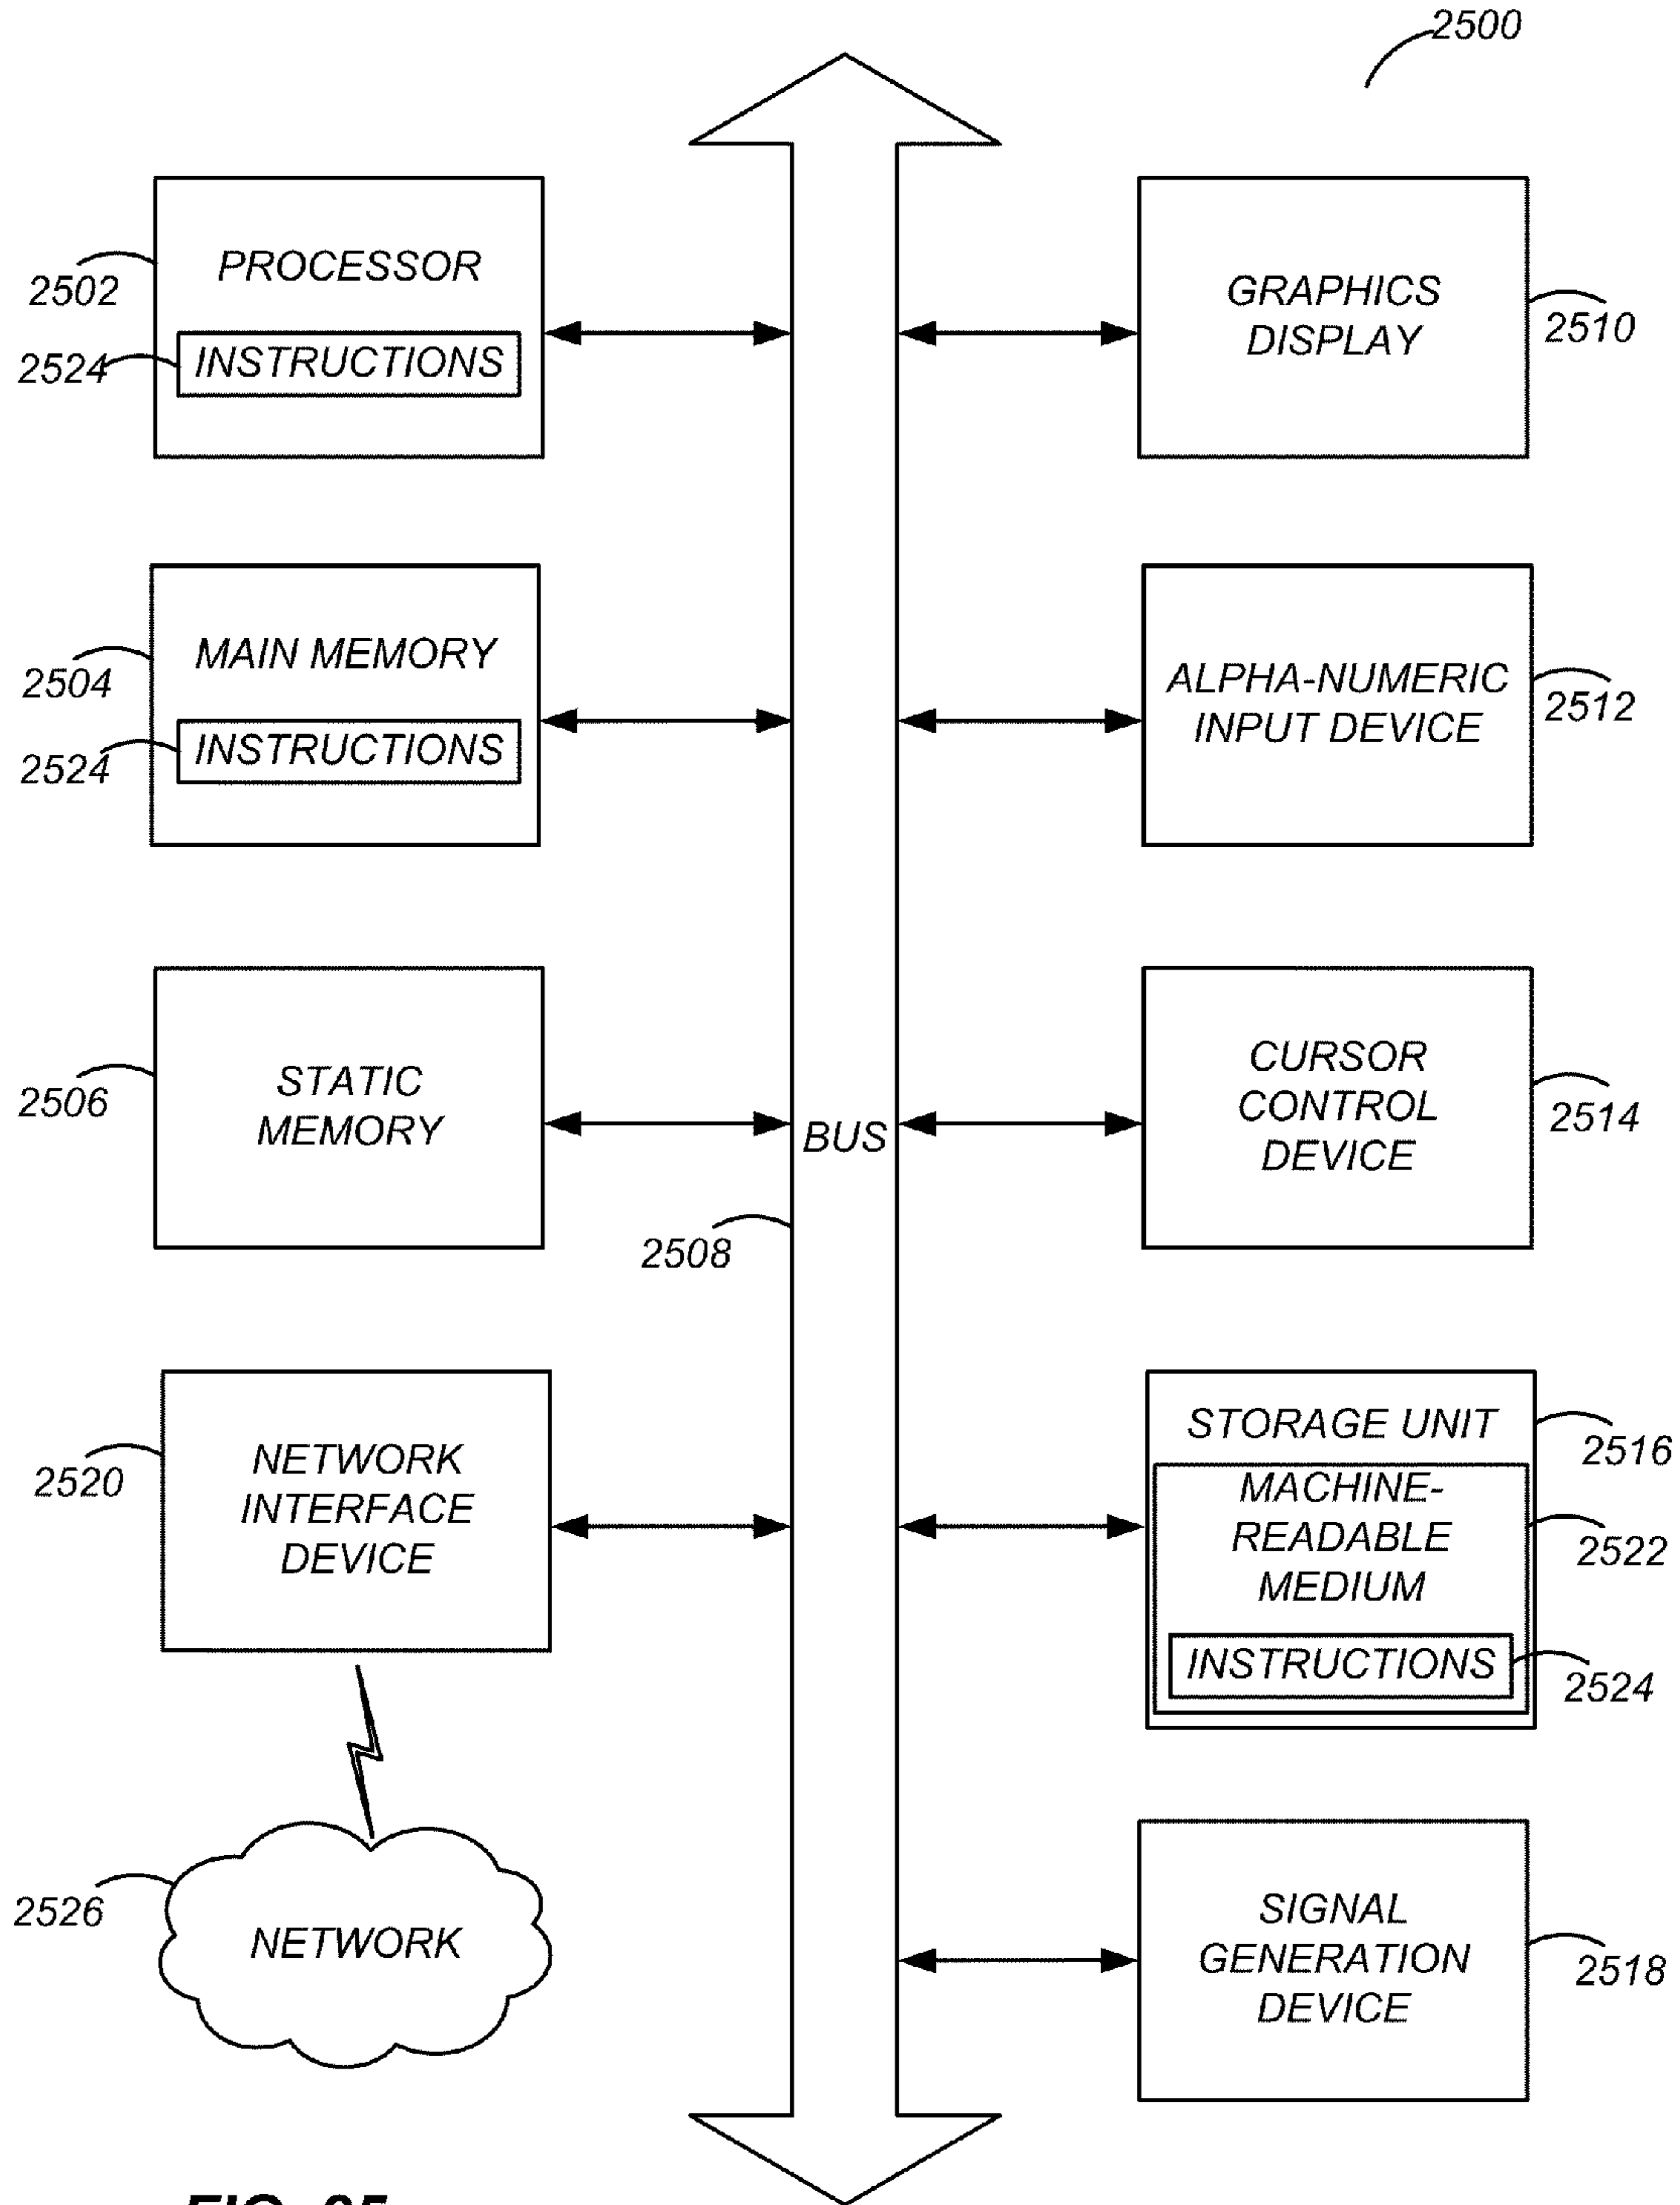 2500
PROCESSOR
2502
2524
INSTRUCTIONS
GRAPHICS
DISPLAY
2510
MAIN MEMORY
2504
2524
INSTRUCTIONS
ALPHA-NUMERIC
INPUT DEVICE
2512
STATIC
MEMORY
2506
BUS
2508
CURSOR
CONTROL
DEVICE
2514
NETWORK
INTERFACE
DEVICE
2520
STORAGE UNIT
2516
MACHINE-
READABLE
MEDIUM
2522
INSTRUCTIONS
2524
2526
NETWORK
SIGNAL
GENERATION
DEVICE
2518